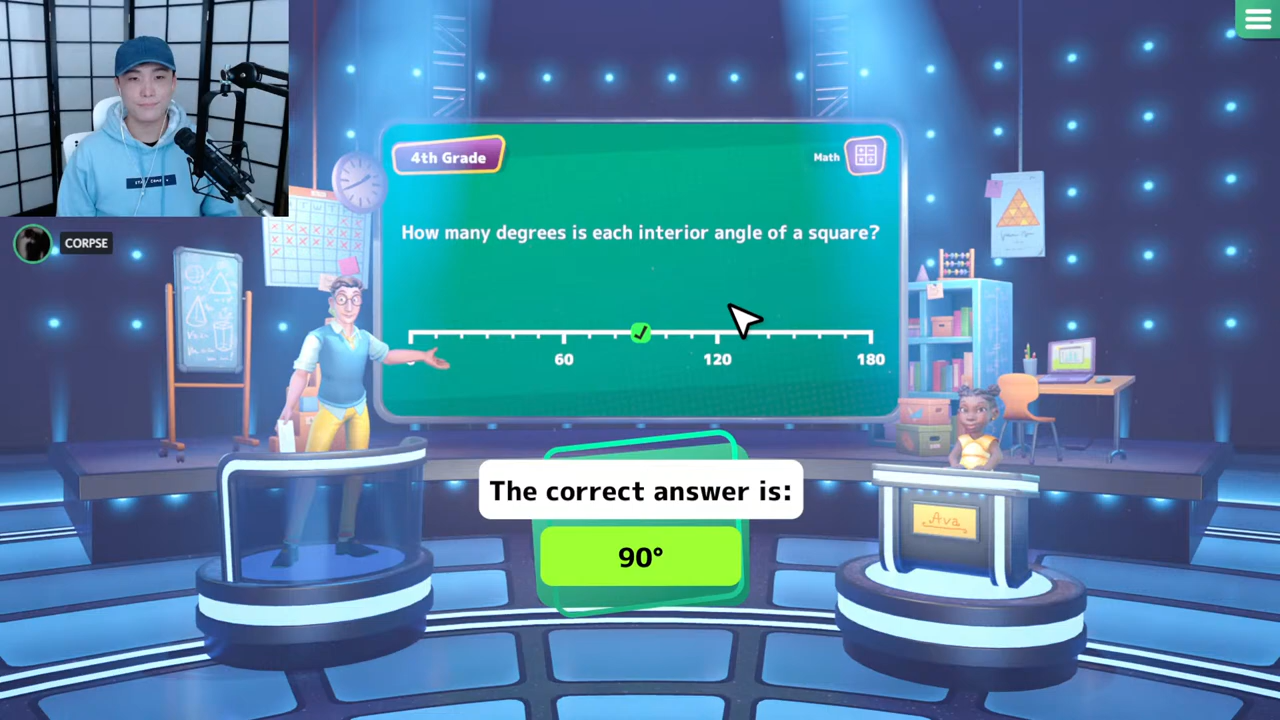 4th Grade
Math
How many degrees is each interior angle of a square?
60
120
180
CORPSE
The correct answer is:
90°
Ava